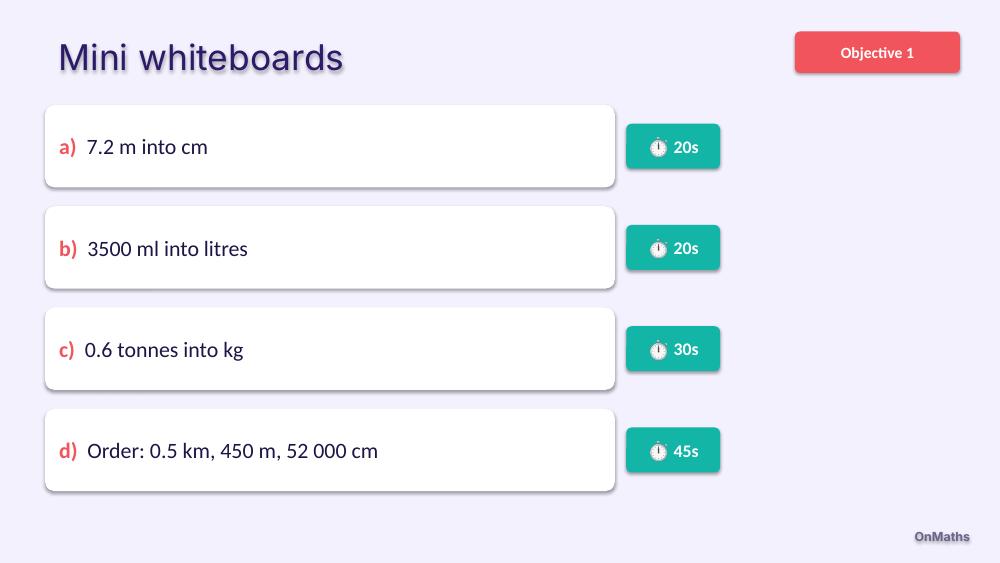 Mini whiteboards
Objective 1
a) 7.2 m into cm
⏱ 20s
b) 3500 ml into litres
⏱ 20s
c) 0.6 tonnes into kg
⏱ 30s
d) Order: 0.5 km, 450 m, 52 000 cm
⏱ 45s
OnMaths